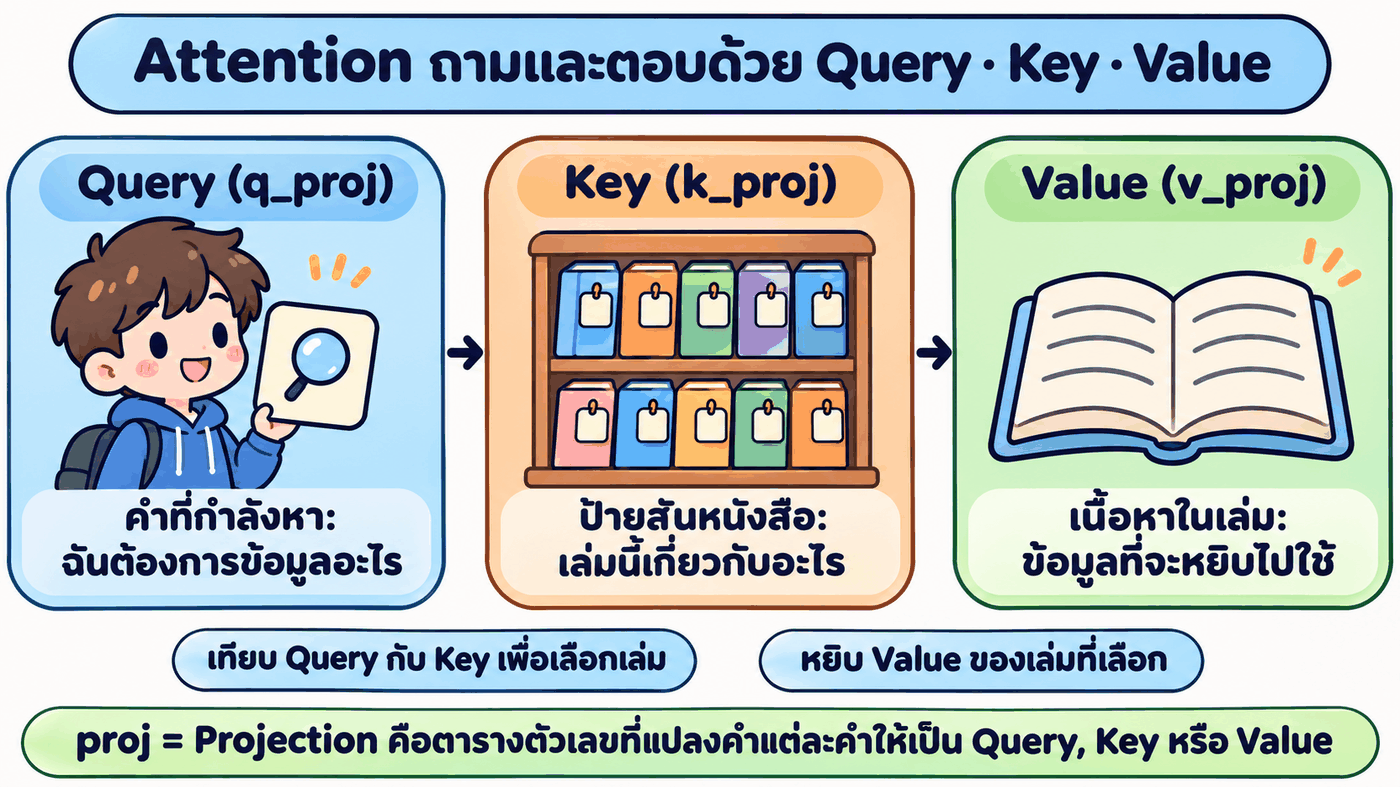 Attention ถามและตอบด้วย Query · Key · Value
Query (q_proj)
คำที่กำลังหา:
ฉันต้องการข้อมูลอะไร
Key (k_proj)
ป้ายสันหนังสือ:
เล่มนี้เกี่ยวกับอะไร
Value (v_proj)
เนื้อหาในเล่ม:
ข้อมูลที่จะหยิบไปใช้
เทียบ Query กับ Key เพื่อเลือกเล่ม
หยิบ Value ของเล่มที่เลือก
proj = Projection คือตารางตัวเลขที่แปลงคำแต่ละคำให้เป็น Query, Key หรือ Value